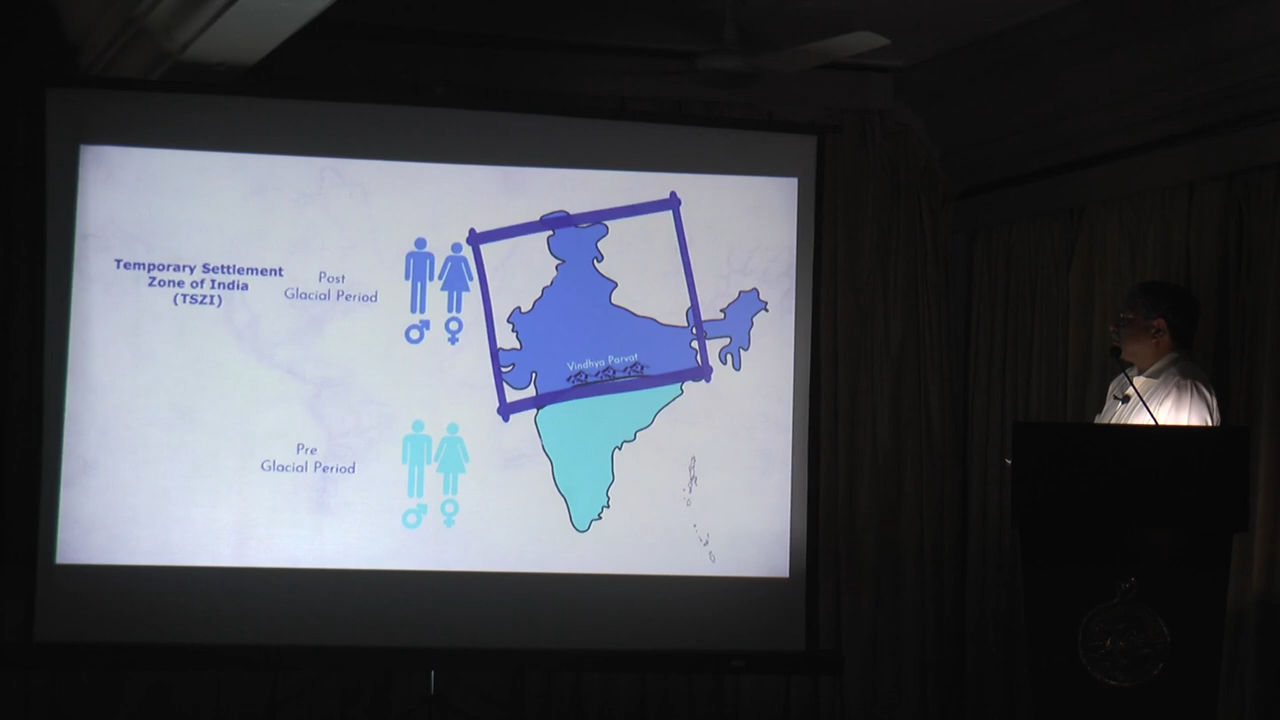 Temporary Settlement
Zone of India
(TSZI)
Post
Glacial Period
Vindhya Parvat
Pre
Glacial Period